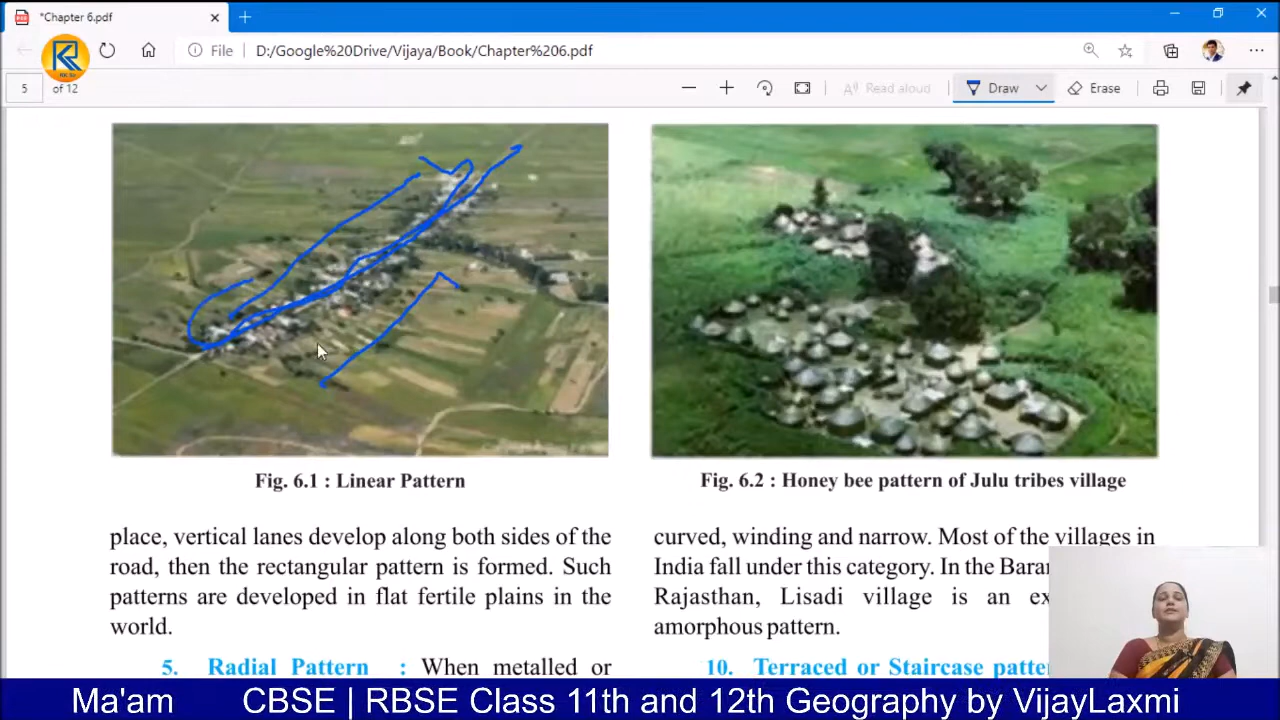 *Chapter 6.pdf
File
D:/Google%20Drive/Vijaya/Book/Chapter%206.pdf
5
of 12
Read aloud
Draw
Erase
Fig. 6.1 : Linear Pattern
Fig. 6.2 : Honey bee pattern of Julu tribes village
place, vertical lanes develop along both sides of the
road, then the rectangular pattern is formed. Such
patterns are developed in flat fertile plains in the
world.
5. Radial Pattern : When metalled or
curved, winding and narrow. Most of the villages in
India fall under this category. In the Baran
Rajasthan, Lisadi village is an ex
amorphous pattern.
10. Terraced or Staircase patte
Ma'am CBSE | RBSE Class 11th and 12th Geography by VijayLaxmi